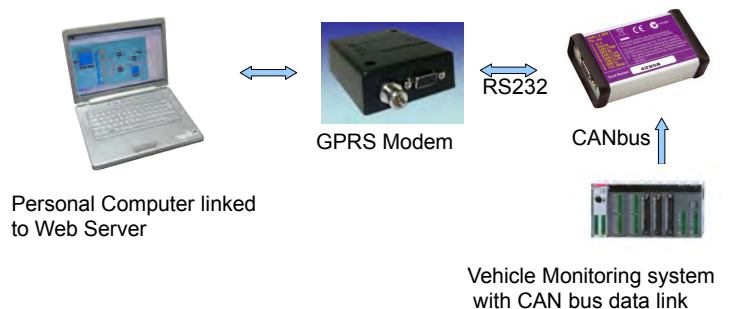 RS232
GPRS Modem
CANbus
Personal Computer linked
to Web Server
Vehicle Monitoring system
with CAN bus data link